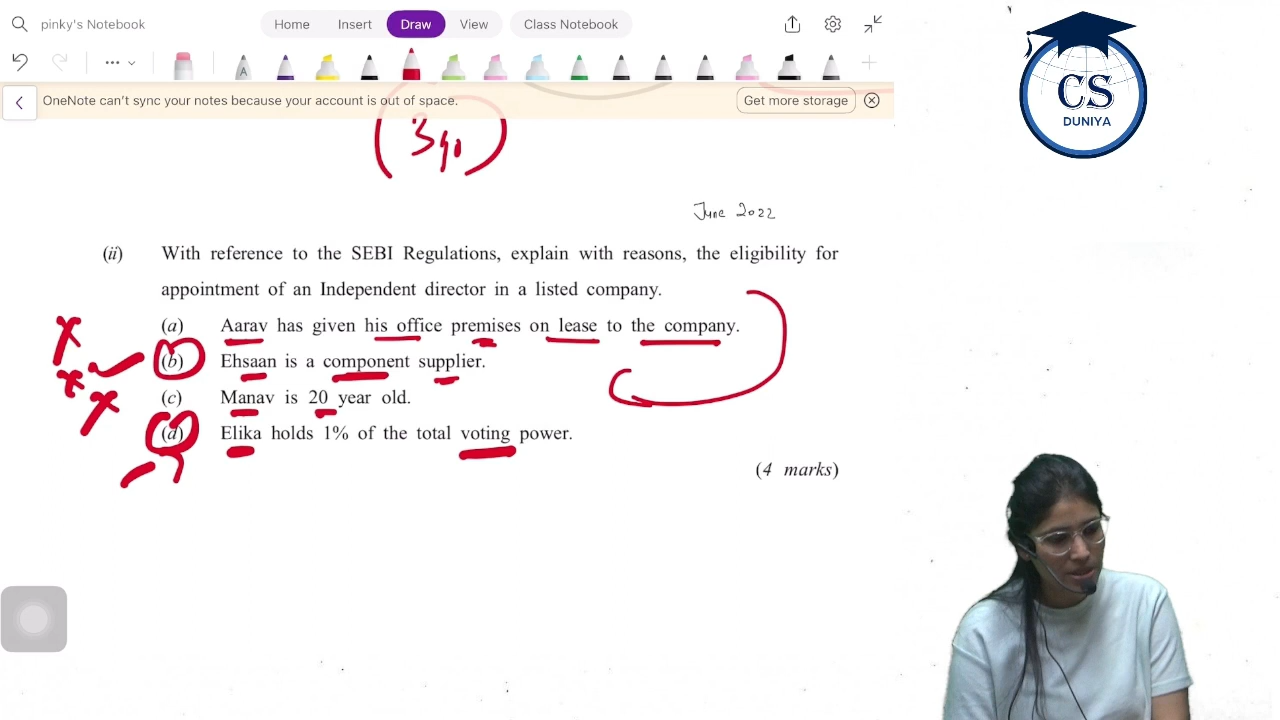 pinky's Notebook
Home Insert Draw View Class Notebook
A
OneNote can't sync your notes because your account is out of space.
Get more storage
CS
DUNIYA
June 2022
(ii) With reference to the SEBI Regulations, explain with reasons, the eligibility for
appointment of an Independent director in a listed company.
(a) Aarav has given his office premises on lease to the company.
(b) Ehsaan is a component supplier.
(c) Manav is 20 year old.
(d) Elika holds 1% of the total voting power.
(4 marks)